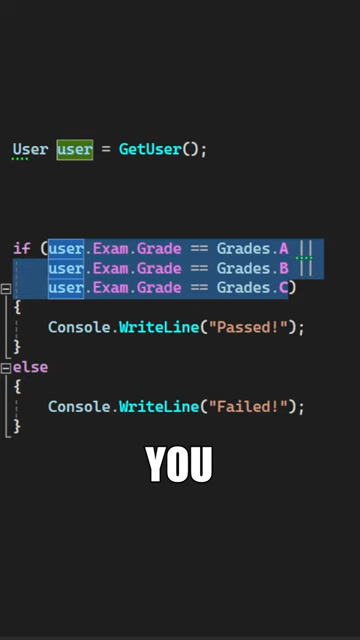 User user = GetUser();
if (user.Exam.Grade == Grades.A ||
user.Exam.Grade == Grades.B ||
user.Exam.Grade == Grades.C)
{
Console.WriteLine("Passed!");
}
else
{
Console.WriteLine("Failed!");
}
YOU